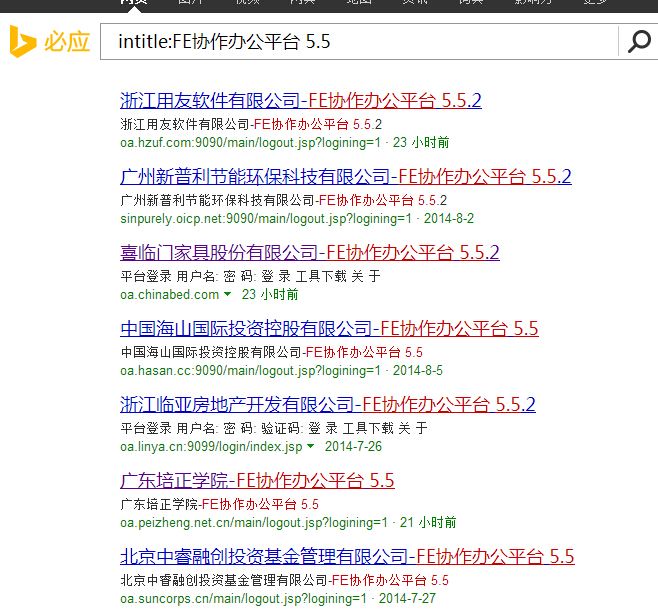 网页 图片 视频 网典 地图 资讯 词典 影响力 更多
必应 intitle:FE协作办公平台 5.5
浙江用友软件有限公司-FE协作办公平台 5.5.2
浙江用友软件有限公司-FE协作办公平台 5.5.2
oa.hzuf.com:9090/main/logout.jsp?logining=1 · 23 小时前
广州新普利节能环保科技有限公司-FE协作办公平台 5.5.2
广州新普利节能环保科技有限公司-FE协作办公平台 5.5.2
sinpurely.oicp.net:9090/main/logout.jsp?logining=1 · 2014-8-2
喜临门家具股份有限公司-FE协作办公平台 5.5.2
平台登录 用户名: 密 码: 登 录 工具下载 关 于
oa.chinabed.com 23 小时前
中国海山国际投资控股有限公司-FE协作办公平台 5.5
中国海山国际投资控股有限公司-FE协作办公平台 5.5
oa.hasan.cc:9090/main/logout.jsp?logining=1 · 2014-8-5
浙江临亚房地产开发有限公司-FE协作办公平台 5.5.2
平台登录 用户名: 密 码: 验证码: 登 录 工具下载 关 于
oa.linya.cn:9099/login/index.jsp 2014-7-26
广东培正学院-FE协作办公平台 5.5
广东培正学院-FE协作办公平台 5.5
oa.peizheng.net.cn/main/logout.jsp?logining=1 · 21 小时前
北京中睿融创投资基金管理有限公司-FE协作办公平台 5.5
北京中睿融创投资基金管理有限公司-FE协作办公平台 5.5
oa.suncorps.cn/main/logout.jsp?logining=1 · 2014-7-27